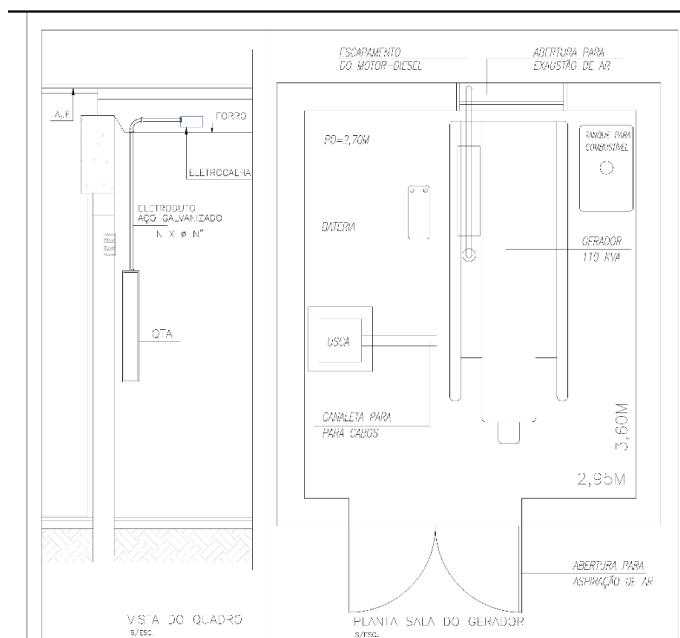 ESCAPAMENTO
DO MOTOR-DIESEL
ABERTURA PARA
EXAUSTÃO DE AR
FORRO
PD=2,70M
TANQUE PARA
COMBUSTÍVEL
ELETROCALHA
ELETRODUTO
AÇO GALVANIZADO
N X Ø N"
BATERIA
GERADOR
110 KVA
QTA
USCA
CANALETA PARA
PARA CABOS
3,60M
2,95M
ABERTURA PARA
ASPIRAÇÃO DE AR
VISTA DO QUADRO
S/ESC.
PLANTA SALA DO GERADOR
S/ESC.